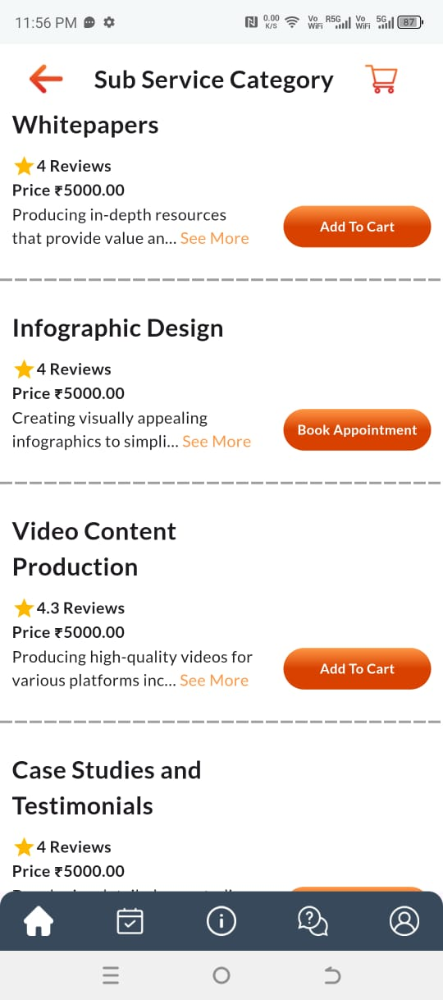 11:56 PM
0.00 K/S Vo WiFi R5G Vo WiFi 5G 87
Sub Service Category
Whitepapers
4 Reviews
Price ₹5000.00
Producing in-depth resources
that provide value an... See More
Add To Cart
Infographic Design
4 Reviews
Price ₹5000.00
Creating visually appealing
infographics to simpli... See More
Book Appointment
Video Content
Production
4.3 Reviews
Price ₹5000.00
Producing high-quality videos for
various platforms inc... See More
Add To Cart
Case Studies and
Testimonials
4 Reviews
Price ₹5000.00